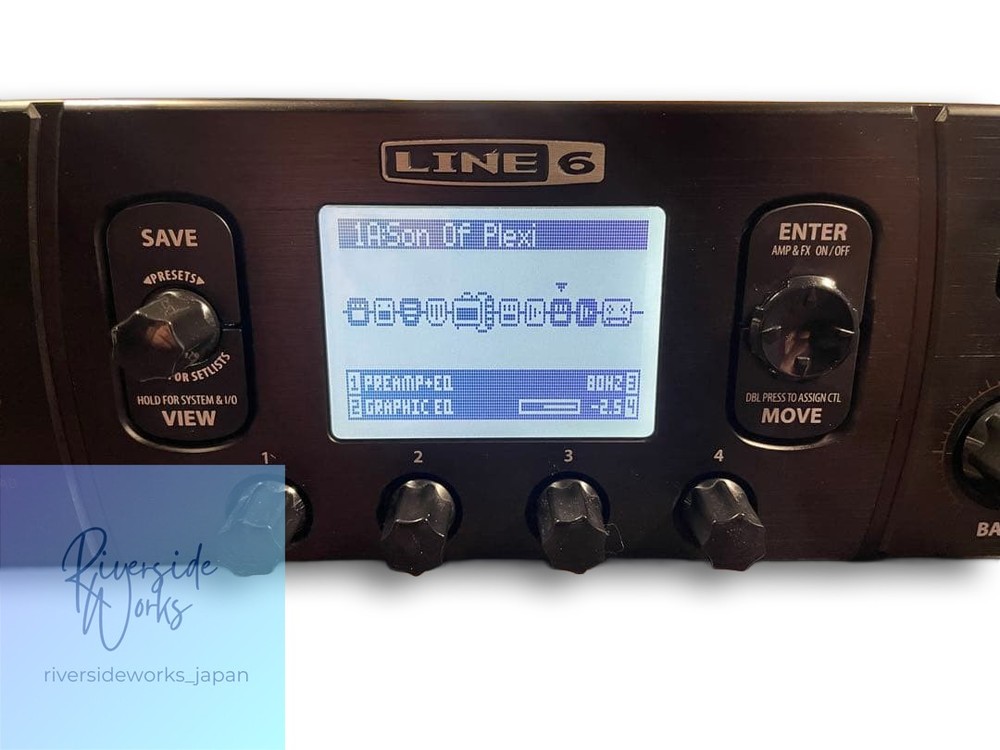 LINE 6
SAVE
◀PRESETS▶
FOR SETLISTS
HOLD FOR SYSTEM & I/O
VIEW
1A:Son Of Plexi
1 PREAMP+EQ 80HZ 3
2 GRAPHIC EQ -2.5 4
ENTER
AMP & FX ON/OFF
DBL PRESS TO ASSIGN CTL
MOVE
1 2 3 4
BA
Riverside
Works
riversideworks_japan